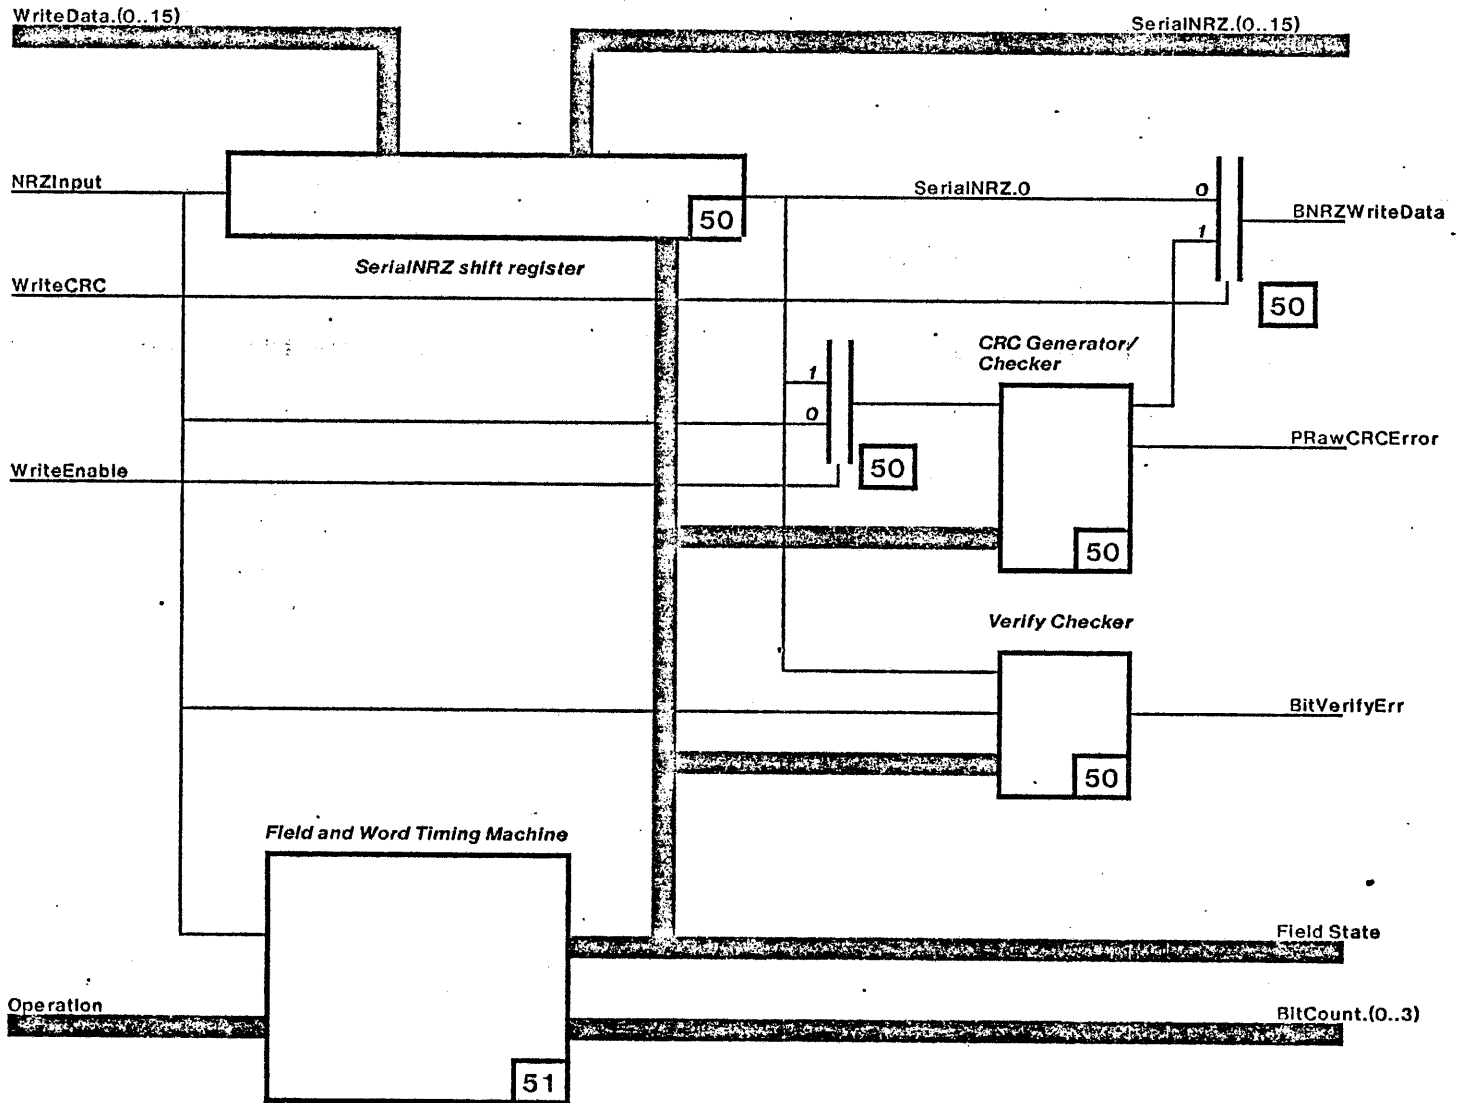 WriteData.(0..15)
SerialNRZ.(0..15)
NRZInput
SerialNRZ.0
0
BNRZWriteData
50
1
SerialNRZ shift register
WriteCRC
50
CRC Generator/
Checker
1
0
PRawCRCError
WriteEnable
50
50
Verify Checker
BitVerifyErr
50
Field and Word Timing Machine
Field State
Operation
BitCount.(0..3)
51